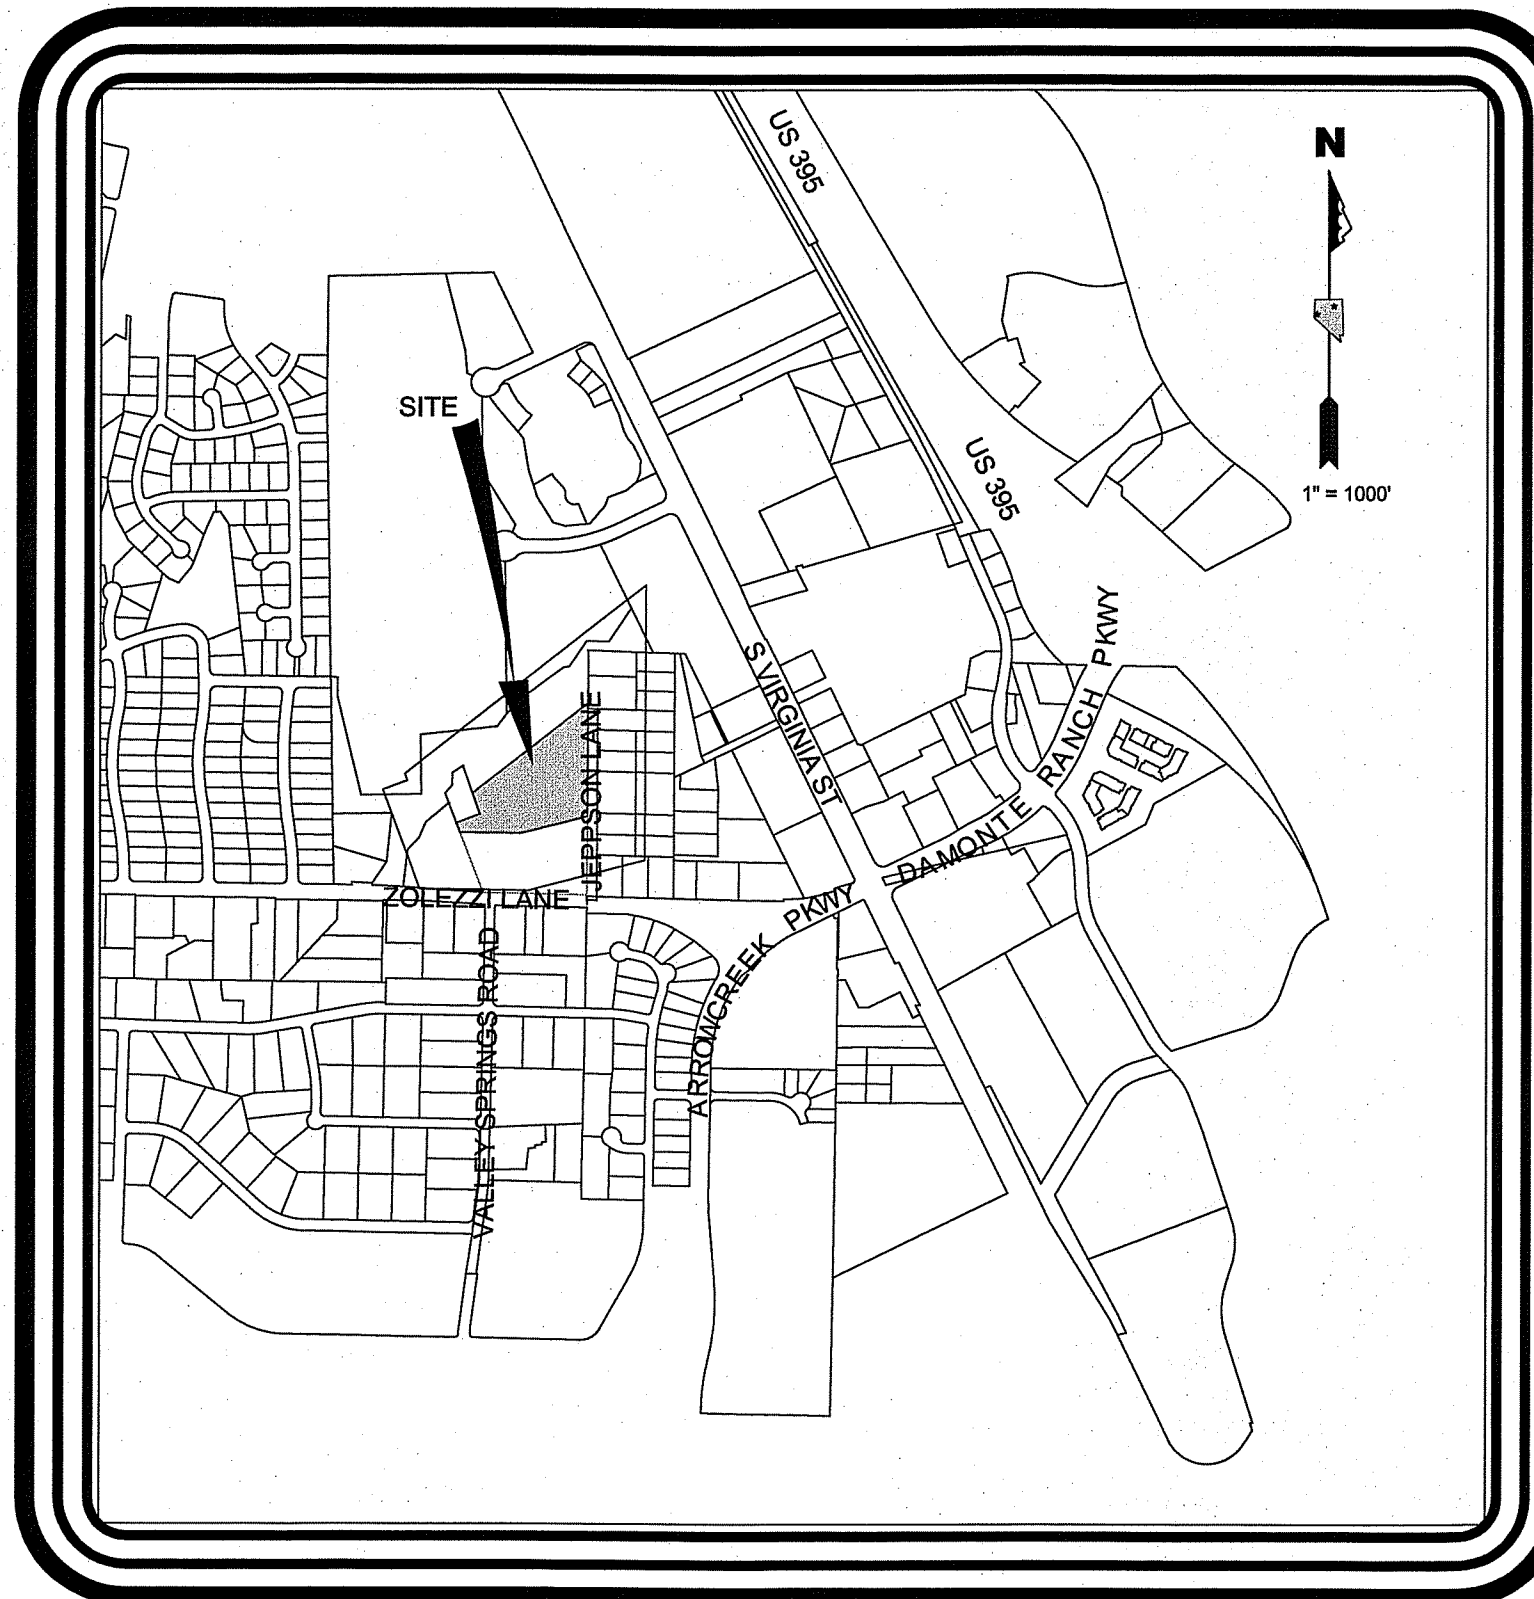 US 395
N
SITE
US 395
1" = 1000'
S VIRGINIA ST
RANCH PKWY
JEPPSON LANE
DAMONTE
ZOLEZZI LANE
ARROWCREEK PKWY
VALLEY SPRINGS ROAD